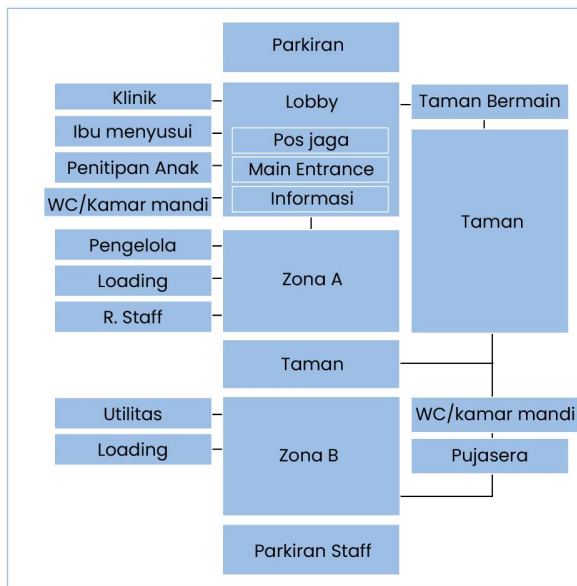 Parkiran
Klinik
Lobby
Taman Bermain
Ibu menyusui
Pos jaga
Penitipan Anak
Main Entrance
WC/Kamar mandi
Informasi
Taman
Pengelola
Loading
Zona A
R. Staff
Taman
Utilitas
WC/kamar mandi
Loading
Zona B
Pujasera
Parkiran Staff